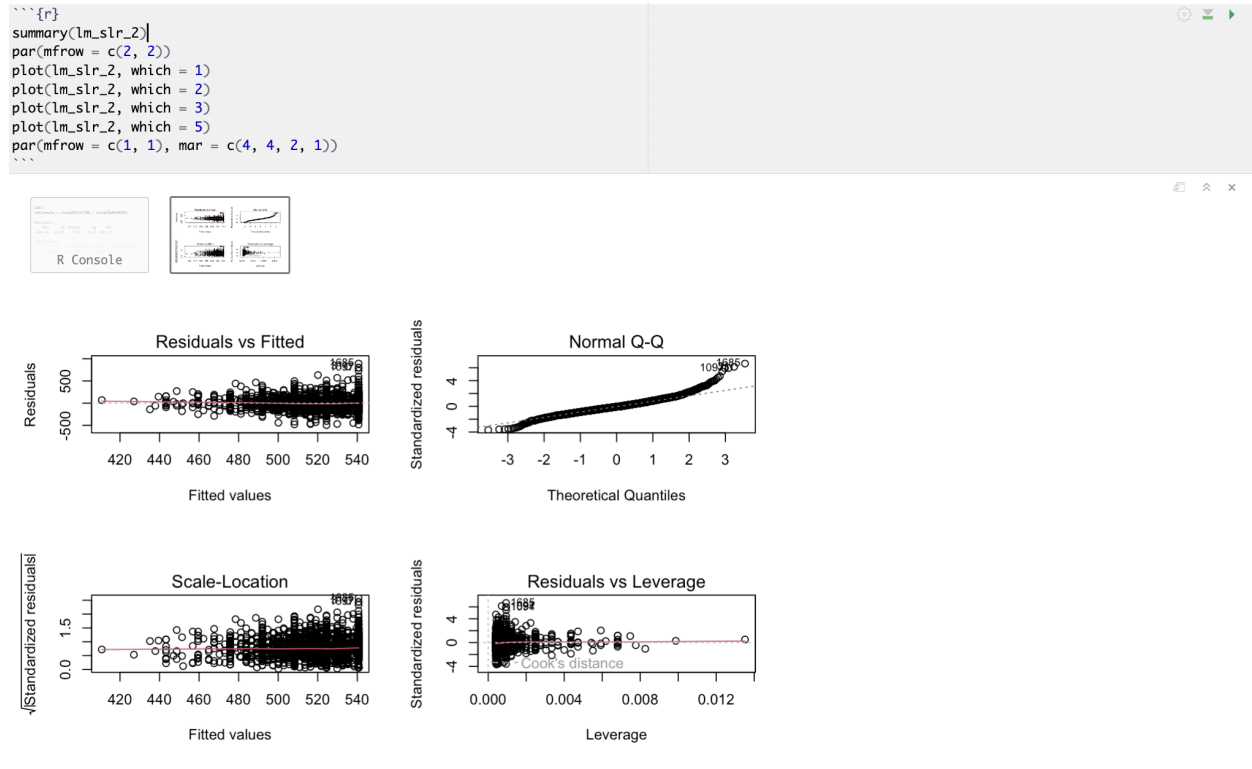 ```{r}
summary(lm_slr_2)
par(mfrow = c(2, 2))
plot(lm_slr_2, which = 1)
plot(lm_slr_2, which = 2)
plot(lm_slr_2, which = 3)
plot(lm_slr_2, which = 5)
par(mfrow = c(1, 1), mar = c(4, 4, 2, 1))
```
R Console
Residuals vs Fitted
Residuals
500
-500
1685
420 440 460 480 500 520 540
Fitted values
Normal Q-Q
Standardized residuals
4
0
-4
1685
-3 -2 -1 0 1 2 3
Theoretical Quantiles
Scale-Location
√|Standardized residuals|
1.5
0.0
420 440 460 480 500 520 540
Fitted values
Residuals vs Leverage
Standardized residuals
4
0
-4
1685
Cook's distance
0.000 0.004 0.008 0.012
Leverage